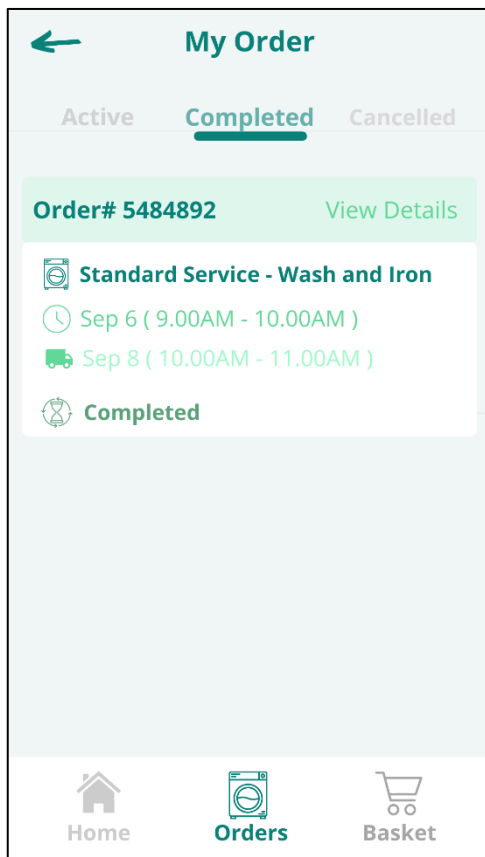 My Order
Active Completed Cancelled
Order# 5484892 View Details
Standard Service - Wash and Iron
Sep 6 ( 9.00AM - 10.00AM )
Sep 8 ( 10.00AM - 11.00AM )
Completed
Home Orders Basket